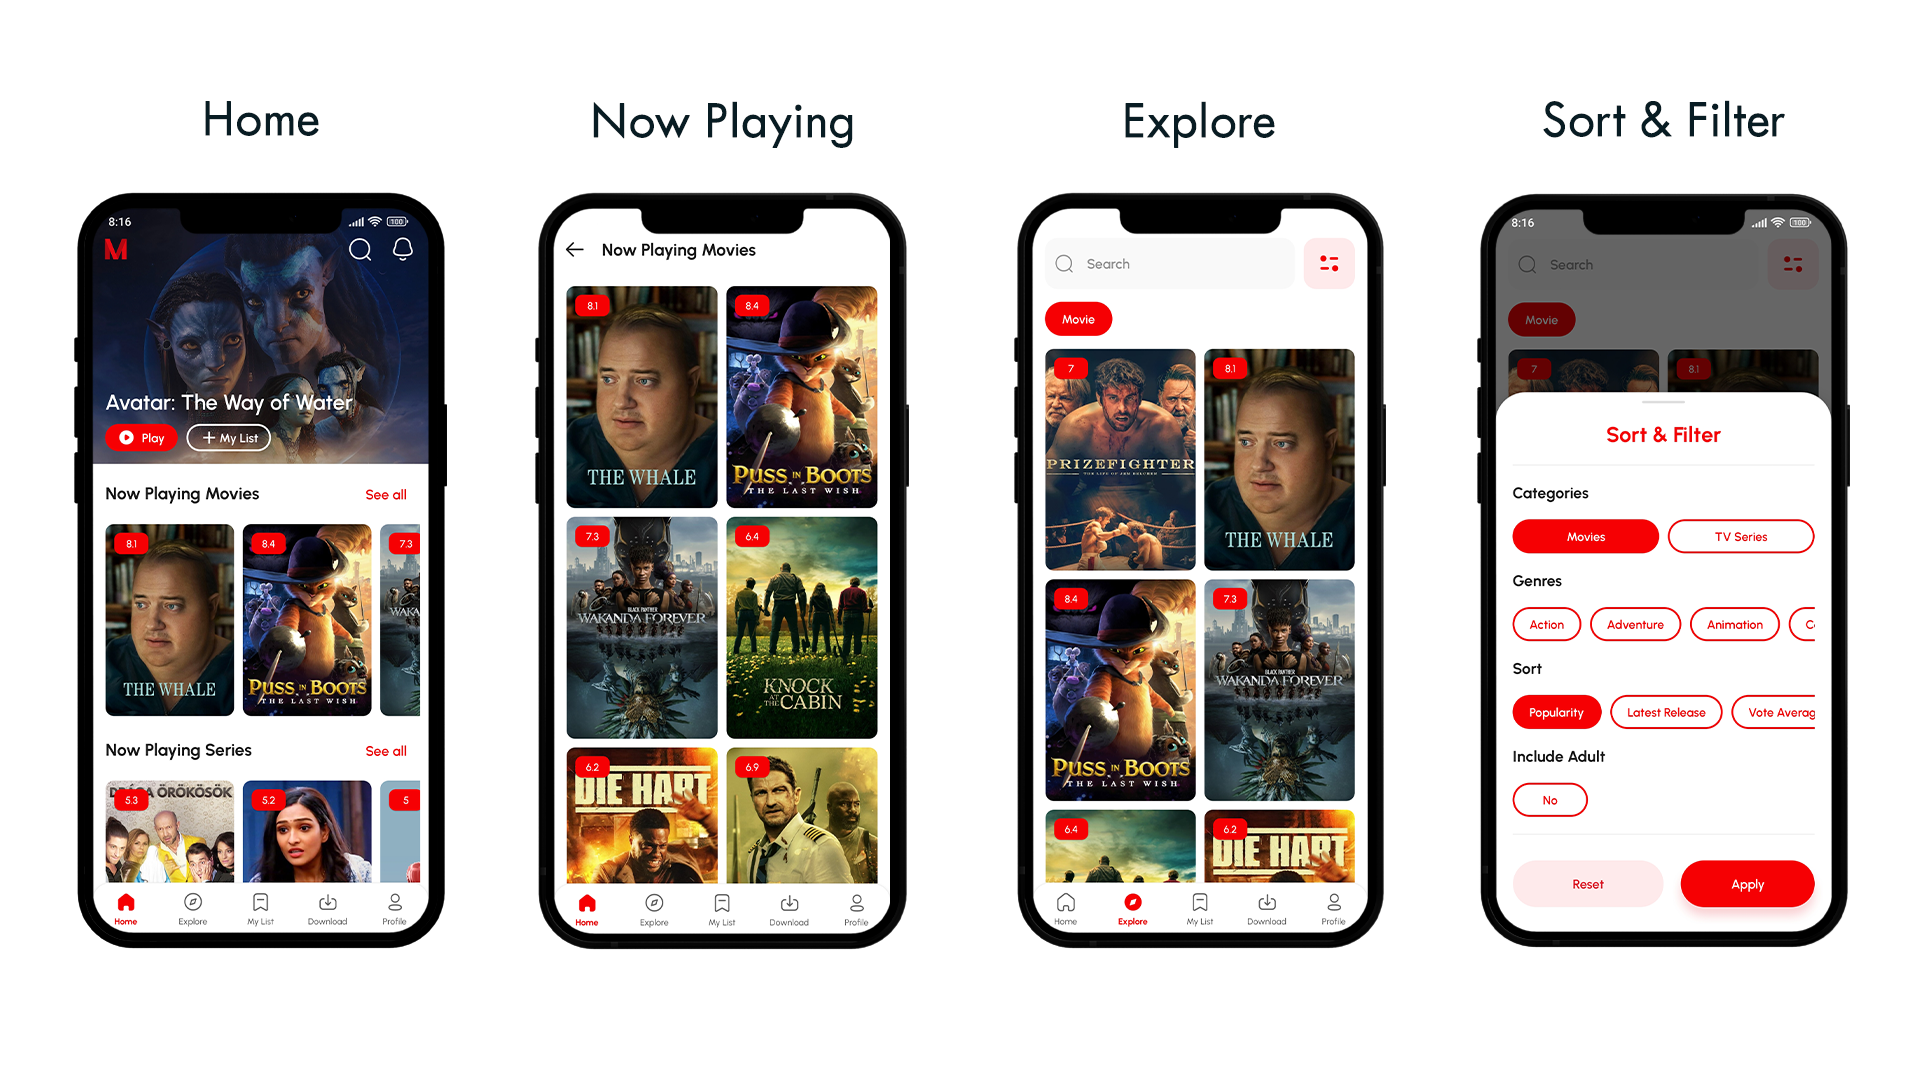 Home
Now Playing
Explore
Sort & Filter
8:16
100
M
Avatar: The Way of Water
Play
+ My List
Now Playing Movies
See all
8.1
THE WHALE
8.4
PUSS IN BOOTS
THE LAST WISH
7.3
WAKA
Now Playing Series
See all
5.3
ÖRÖKÖSÖK
5.2
5
Home
Explore
My List
Download
Profile
Now Playing Movies
8.1
THE WHALE
8.4
PUSS IN BOOTS
THE LAST WISH
7.3
BLACK PANTHER
WAKANDA FOREVER
6.4
KNOCK
AT THE CABIN
6.2
DIE HART
6.9
Home
Explore
My List
Download
Profile
Search
Movie
7
PRIZEFIGHTER
THE LIFE OF JEM BELCHER
8.1
THE WHALE
8.4
PUSS IN BOOTS
THE LAST WISH
7.3
BLACK PANTHER
WAKANDA FOREVER
6.4
6.2
DIE HART
Home
Explore
My List
Download
Profile
8:16
100
Search
Movie
7
8.1
Sort & Filter
Categories
Movies
TV Series
Genres
Action
Adventure
Animation
C
Sort
Popularity
Latest Release
Vote Averag
Include Adult
No
Reset
Apply